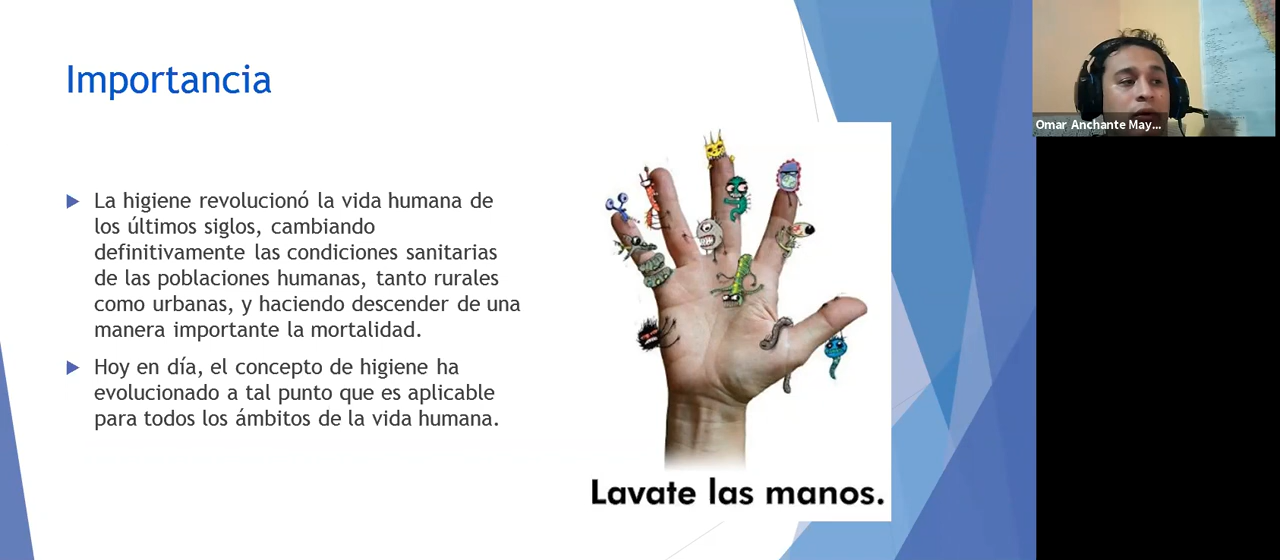 Importancia
La higiene revolucionó la vida humana de
los últimos siglos, cambiando
definitivamente las condiciones sanitarias
de las poblaciones humanas, tanto rurales
como urbanas, y haciendo descender de una
manera importante la mortalidad.
Hoy en día, el concepto de higiene ha
evolucionado a tal punto que es aplicable
para todos los ámbitos de la vida humana.
Lavate las manos.
Omar Anchante May...